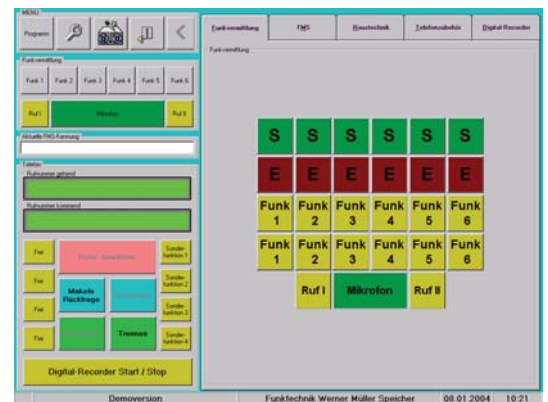 MENÜ
Programm
Funkvermittlung
Funk 1 Funk 2 Funk 3 Funk 4 Funk 5 Funk 6
Ruf I Mikrofon Ruf II
Aktuelle FMS-Kennung
Telefon
Rufnummer gehend
Rufnummer kommend
Frei
Frei
Frei
Frei
Makeln
Rückfrage
Trennen
Sonder-
funktion 1
Sonder-
funktion 2
Sonder-
funktion 3
Sonder-
funktion 4
Digital-Recorder Start / Stop
Funkvermittlung FMS Haustechnik Telefonzubehör Digital Recorder
Funkvermittlung
S S S S S S
E E E E E E
Funk 1 Funk 2 Funk 3 Funk 4 Funk 5 Funk 6
Funk 1 Funk 2 Funk 3 Funk 4 Funk 5 Funk 6
Ruf I Mikrofon Ruf II
Demoversion Funktechnik Werner Müller Speicher 08.01.2004 10:21